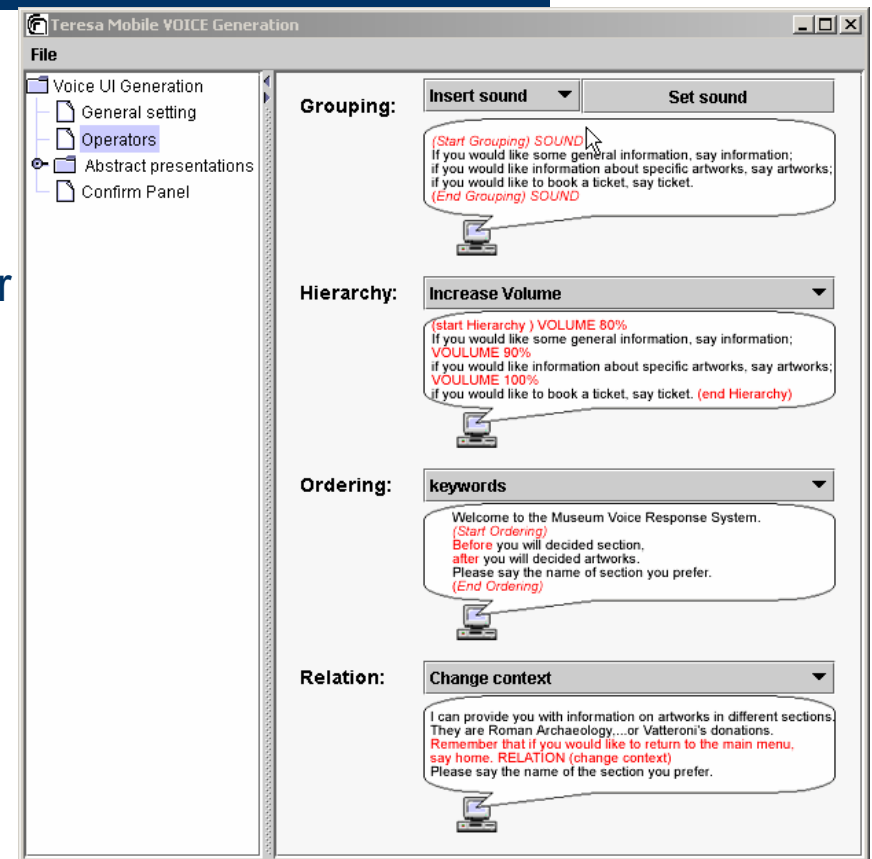 Teresa Mobile VOICE Generation
File
Voice UI Generation
General setting
Operators
Abstract presentations
Confirm Panel
r
Grouping:
Insert sound
Set sound
(Start Grouping) SOUND
If you would like some general information, say information;
if you would like information about specific artworks, say artworks;
if you would like to book a ticket, say ticket.
(End Grouping) SOUND
Hierarchy:
Increase Volume
(start Hierarchy ) VOLUME 80%
If you would like some general information, say information;
VOULUME 90%
if you would like information about specific artworks, say artworks;
VOULUME 100%
if you would like to book a ticket, say ticket. (end Hierarchy)
Ordering:
keywords
Welcome to the Museum Voice Response System.
(Start Ordering)
Before you will decided section,
after you will decided artworks.
Please say the name of section you prefer.
(End Ordering)
Relation:
Change context
I can provide you with information on artworks in different sections.
They are Roman Archaeology,...or Vatteroni's donations.
Remember that if you would like to return to the main menu,
say home. RELATION (change context)
Please say the name of the section you prefer.